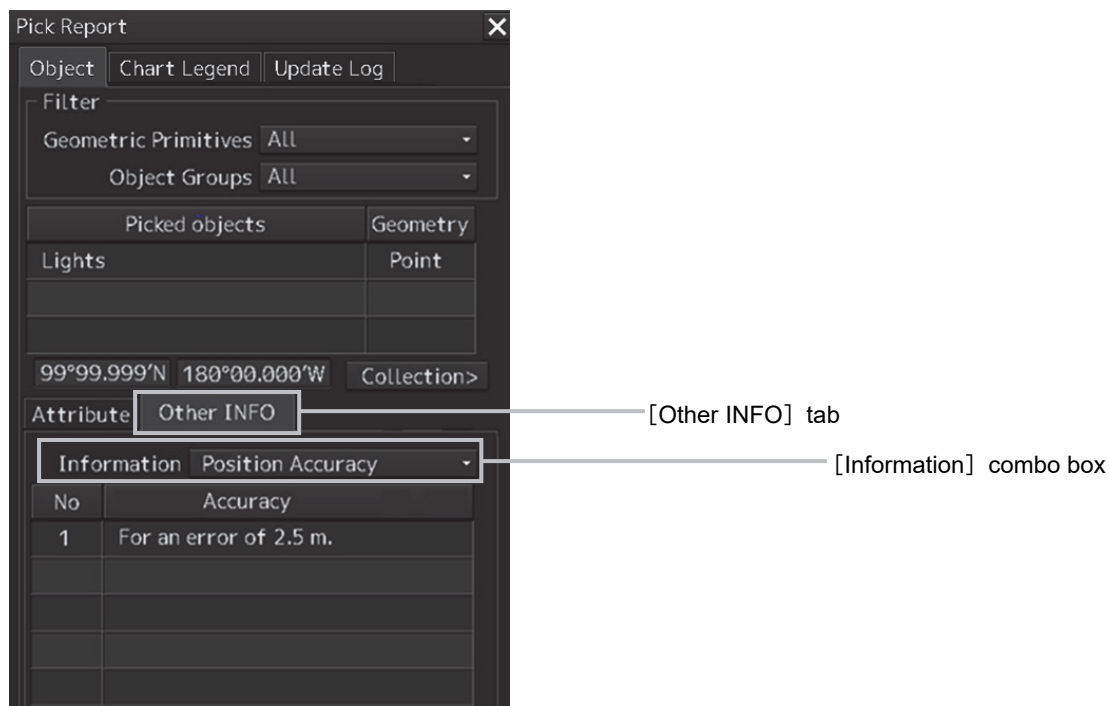 Pick Report
Object Chart Legend Update Log
Filter
Geometric Primitives All
Object Groups All
Picked objects Geometry
Lights Point
99°99.999′N 180°00.000′W Collection>
Attribute Other INFO
[Other INFO] tab
Information Position Accuracy
[Information] combo box
No Accuracy
1 For an error of 2.5 m.